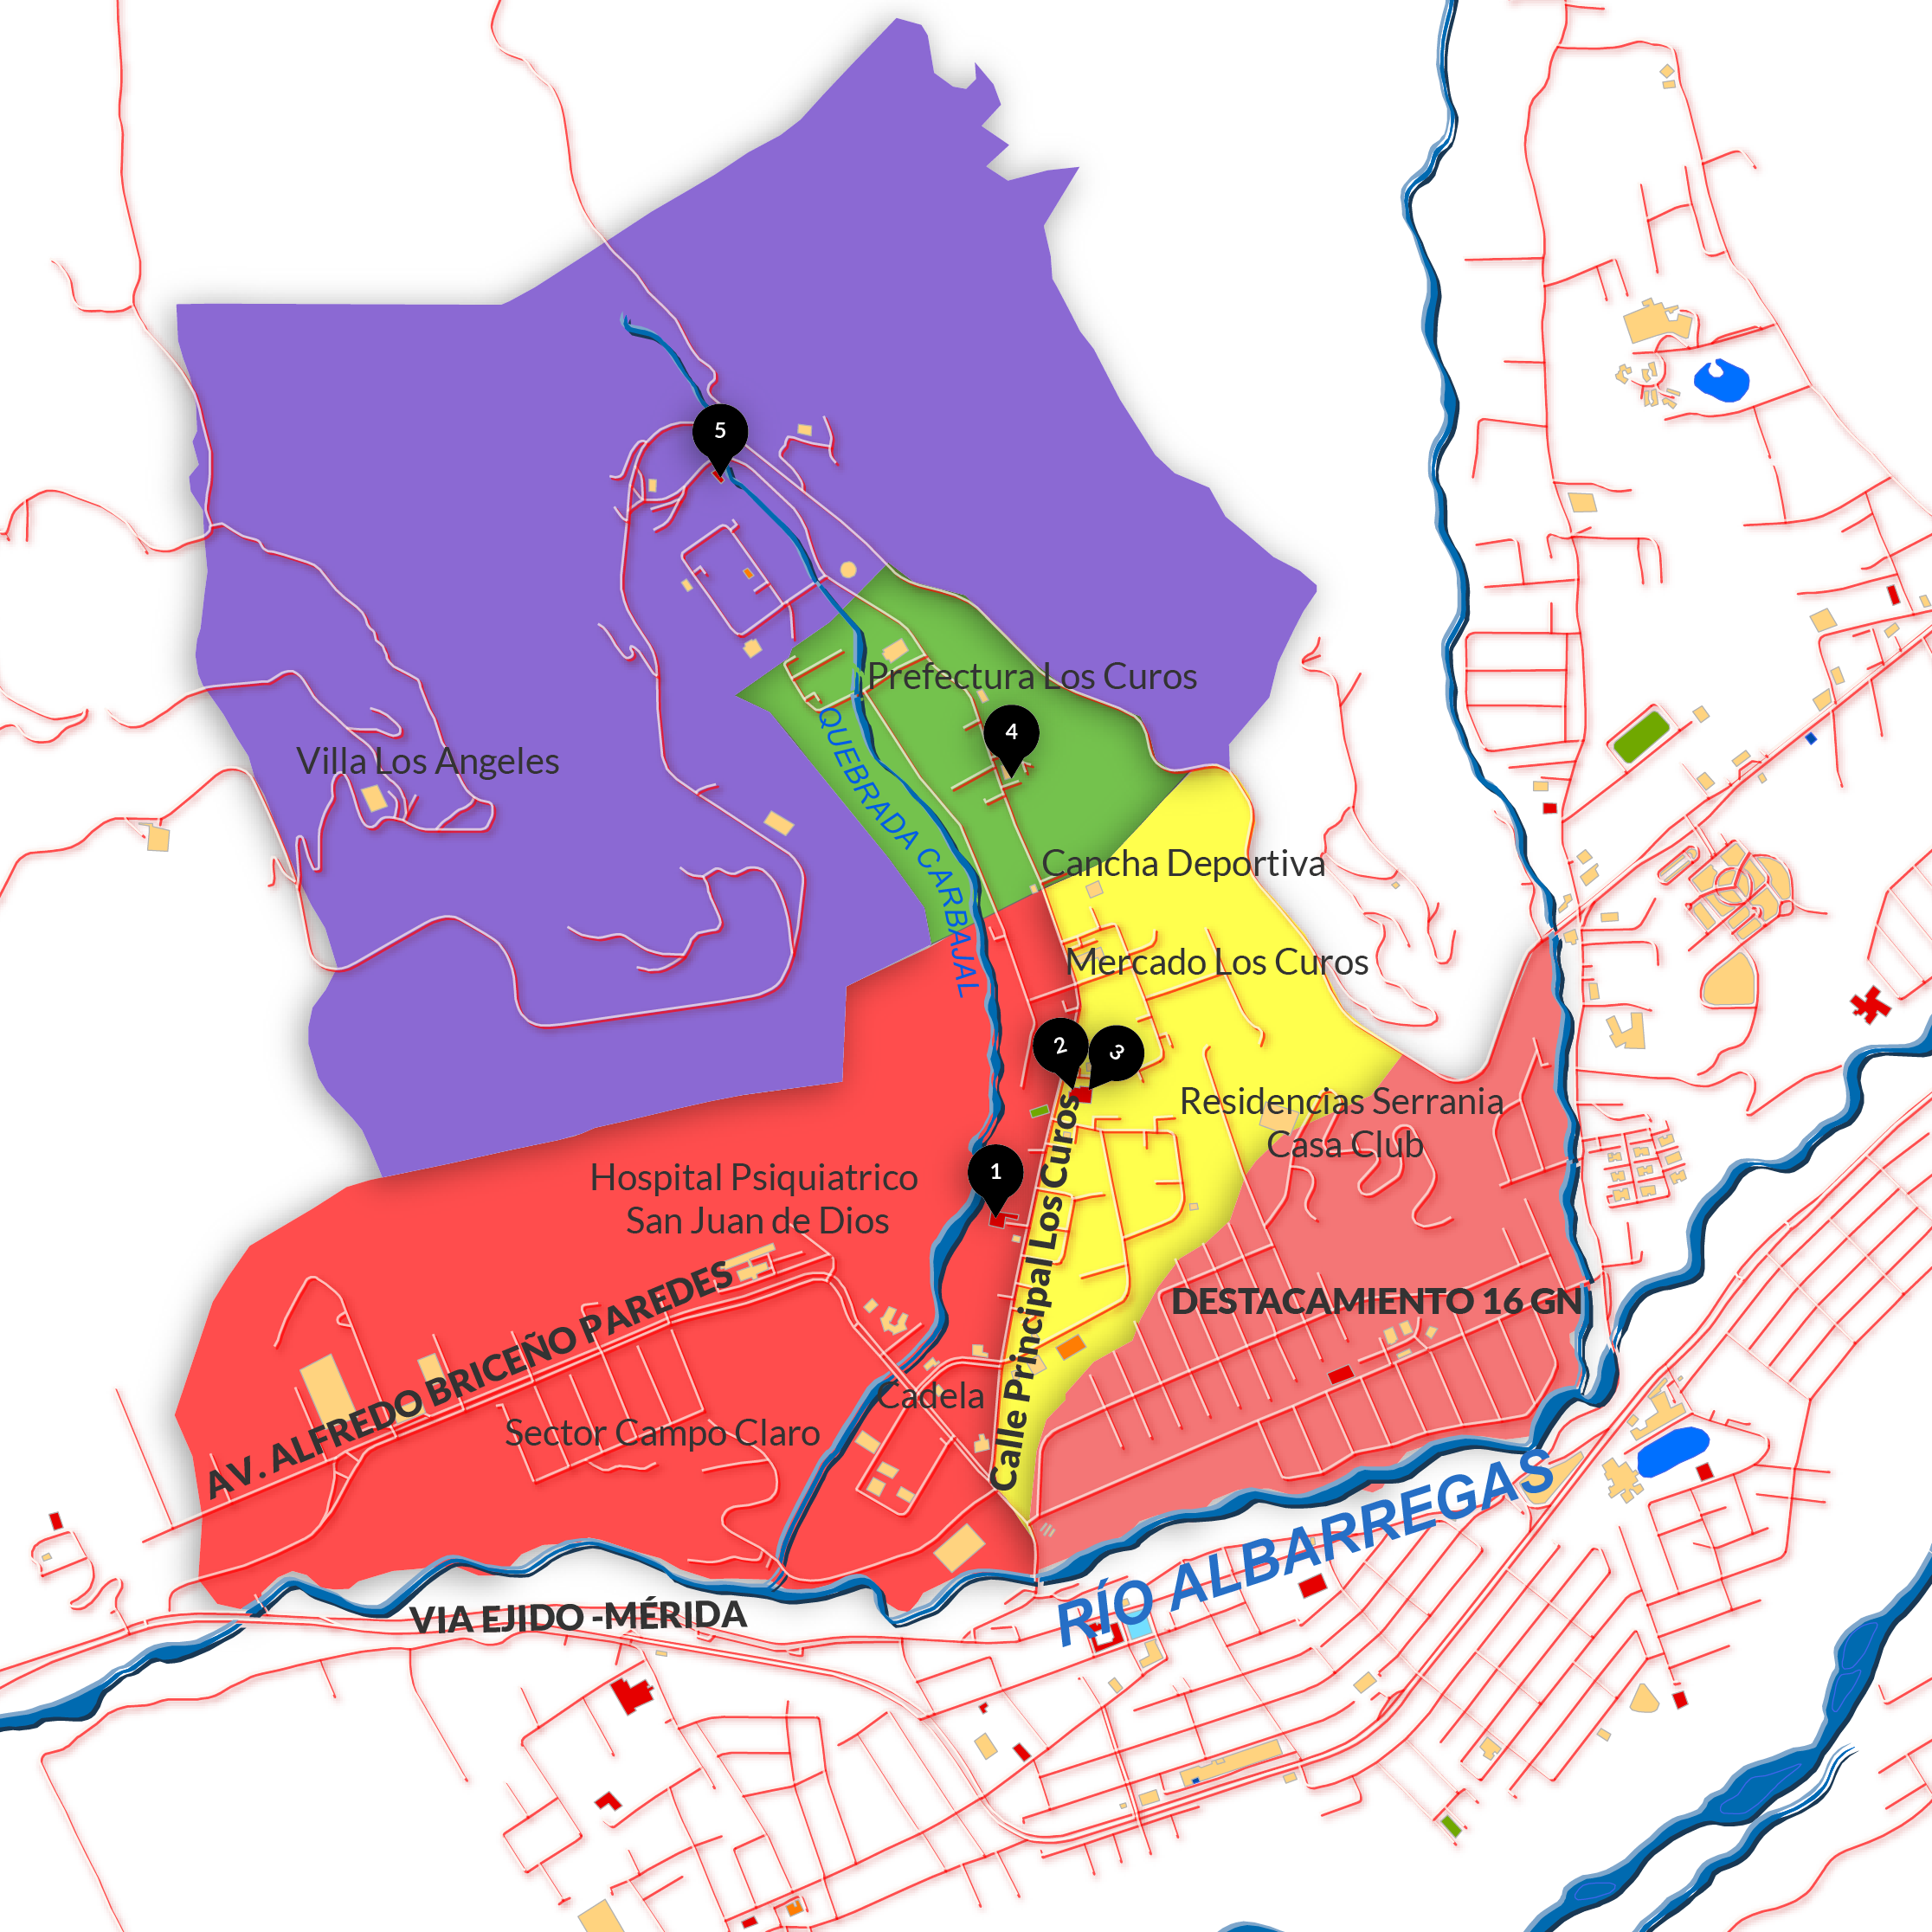 5
Prefectura Los Curos
4
Villa Los Angeles
QUEBRADA CARBAJAL
Cancha Deportiva
Mercado Los Curos
2
3
Residencias Serrania
Casa Club
1
Hospital Psiquiatrico
San Juan de Dios
Calle Principal Los Curos
DESTACAMIENTO 16 GN
AV. ALFREDO BRICEÑO PAREDES
Cadela
Sector Campo Claro
RÍO ALBARREGAS
VIA EJIDO -MÉRIDA